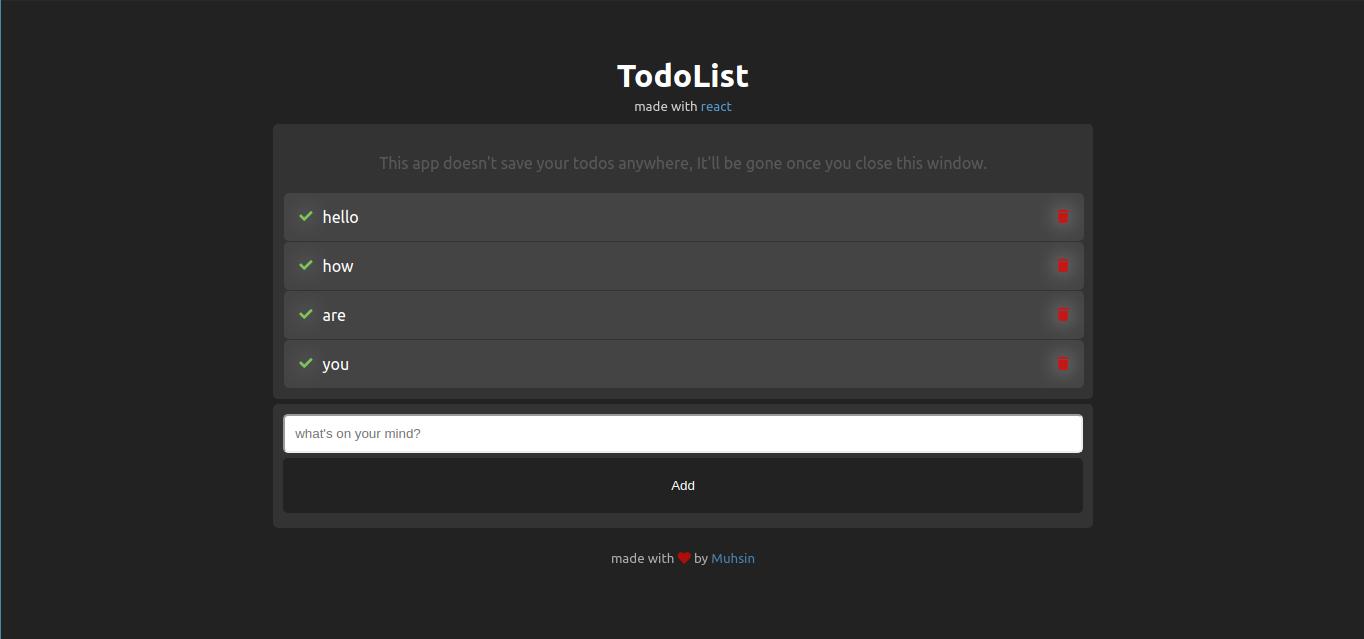 TodoList
made with react
This app doesn't save your todos anywhere, It'll be gone once you close this window.
hello
how
are
you
what's on your mind?
Add
made with by Muhsin